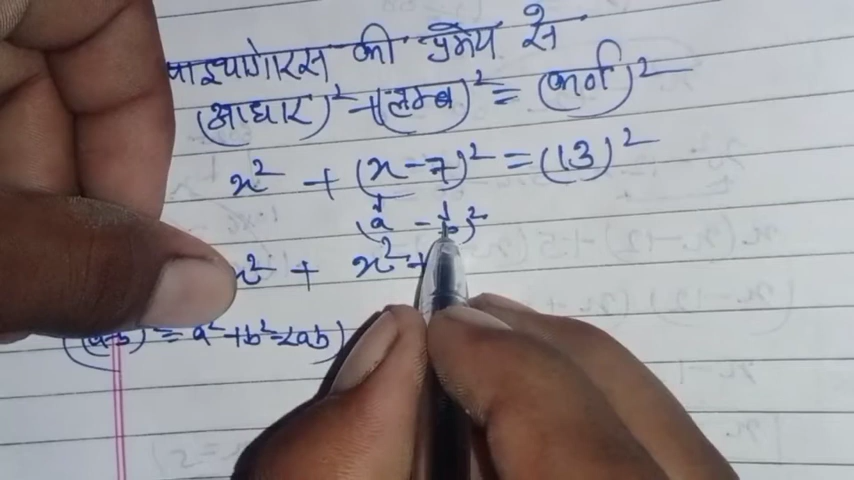 पाइथागोरस की प्रमेय से
(आधार)² + (लम्ब)² = (कर्ण)²
x² + (x-7)² = (13)²
(a - b)²
x² + x² +
(a-b)² = a² + b² - 2ab)